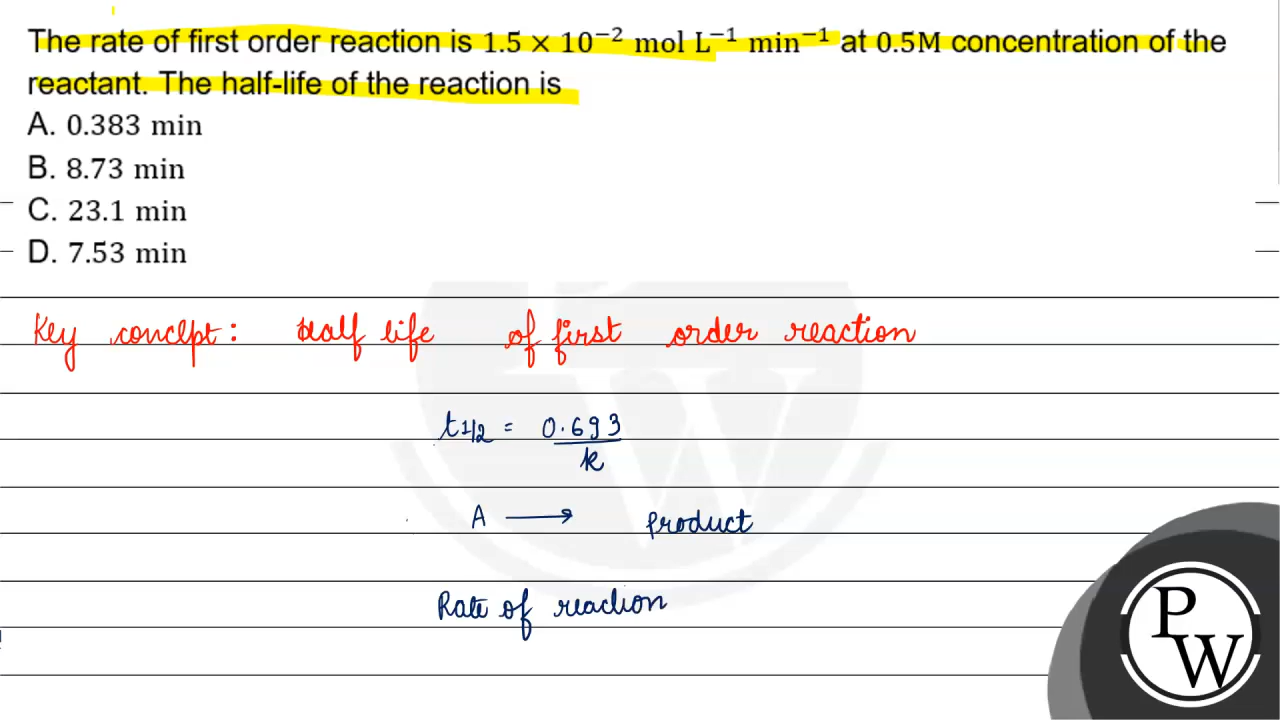 The rate of first order reaction is 1.5 × 10⁻² mol L⁻¹ min⁻¹ at 0.5M concentration of the
reactant. The half-life of the reaction is
A. 0.383 min
B. 8.73 min
C. 23.1 min
D. 7.53 min
Key concept: Half life of first order reaction
t1/2 = 0.693/k
A ⟶ product
Rate of reaction
P
W